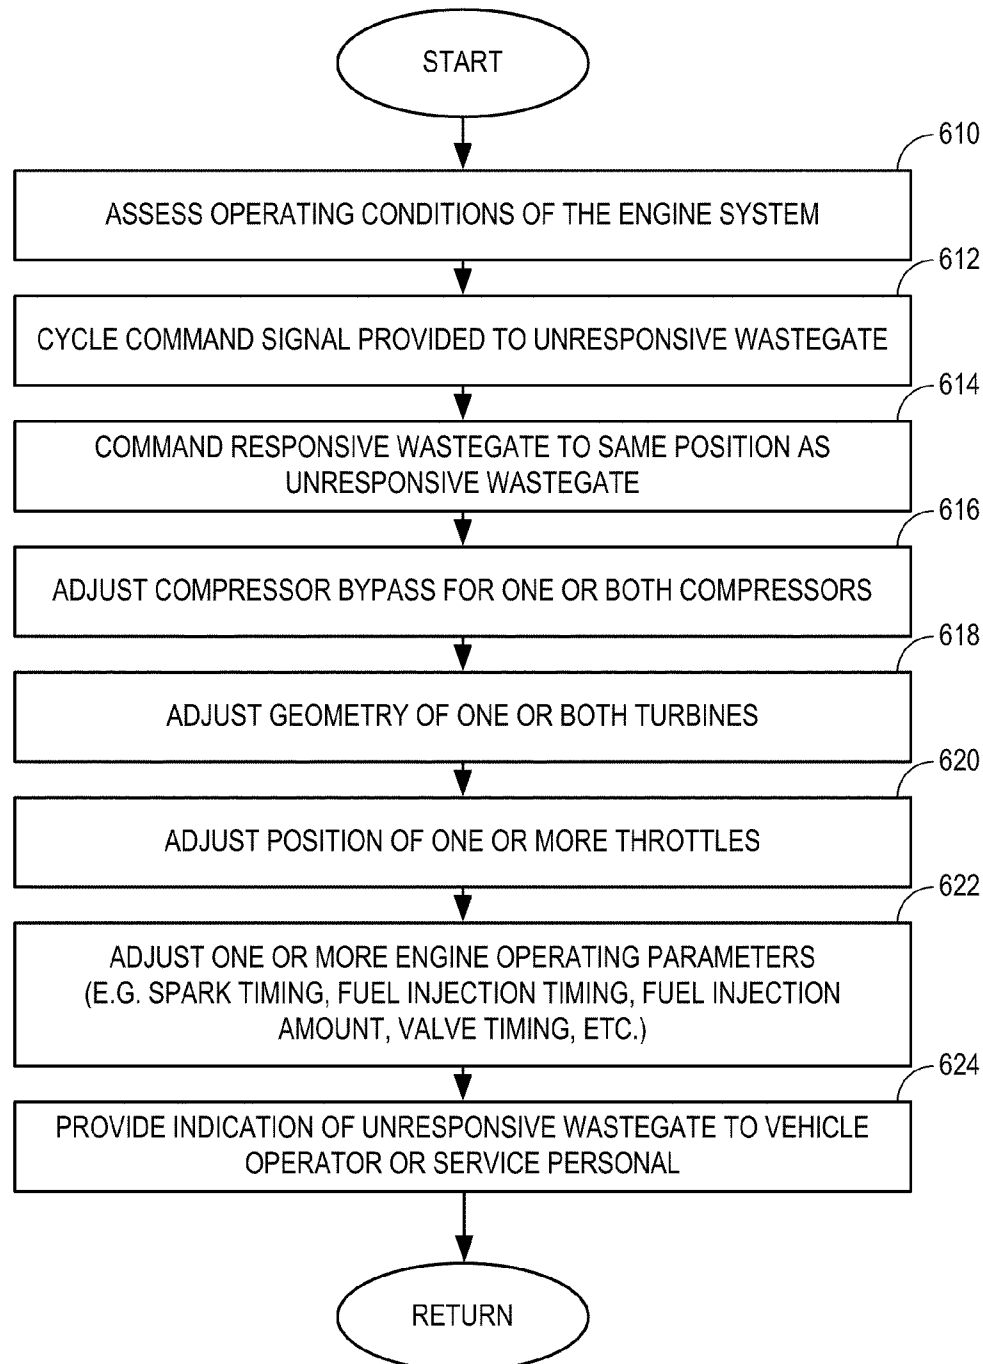 START
610
ASSESS OPERATING CONDITIONS OF THE ENGINE SYSTEM
612
CYCLE COMMAND SIGNAL PROVIDED TO UNRESPONSIVE WASTEGATE
614
COMMAND RESPONSIVE WASTEGATE TO SAME POSITION AS
UNRESPONSIVE WASTEGATE
616
ADJUST COMPRESSOR BYPASS FOR ONE OR BOTH COMPRESSORS
618
ADJUST GEOMETRY OF ONE OR BOTH TURBINES
620
ADJUST POSITION OF ONE OR MORE THROTTLES
622
ADJUST ONE OR MORE ENGINE OPERATING PARAMETERS
(E.G. SPARK TIMING, FUEL INJECTION TIMING, FUEL INJECTION
AMOUNT, VALVE TIMING, ETC.)
624
PROVIDE INDICATION OF UNRESPONSIVE WASTEGATE TO VEHICLE
OPERATOR OR SERVICE PERSONAL
RETURN